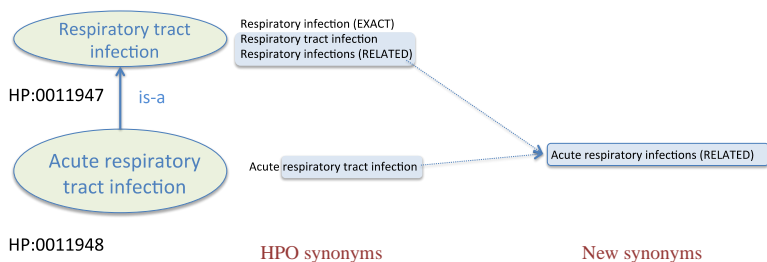 Respiratory tract
infection
Respiratory infection (EXACT)
Respiratory tract infection
Respiratory infections (RELATED)
HP:0011947
is-a
Acute respiratory
tract infection
Acute respiratory tract infection
Acute respiratory infections (RELATED)
HP:0011948
HPO synonyms
New synonyms